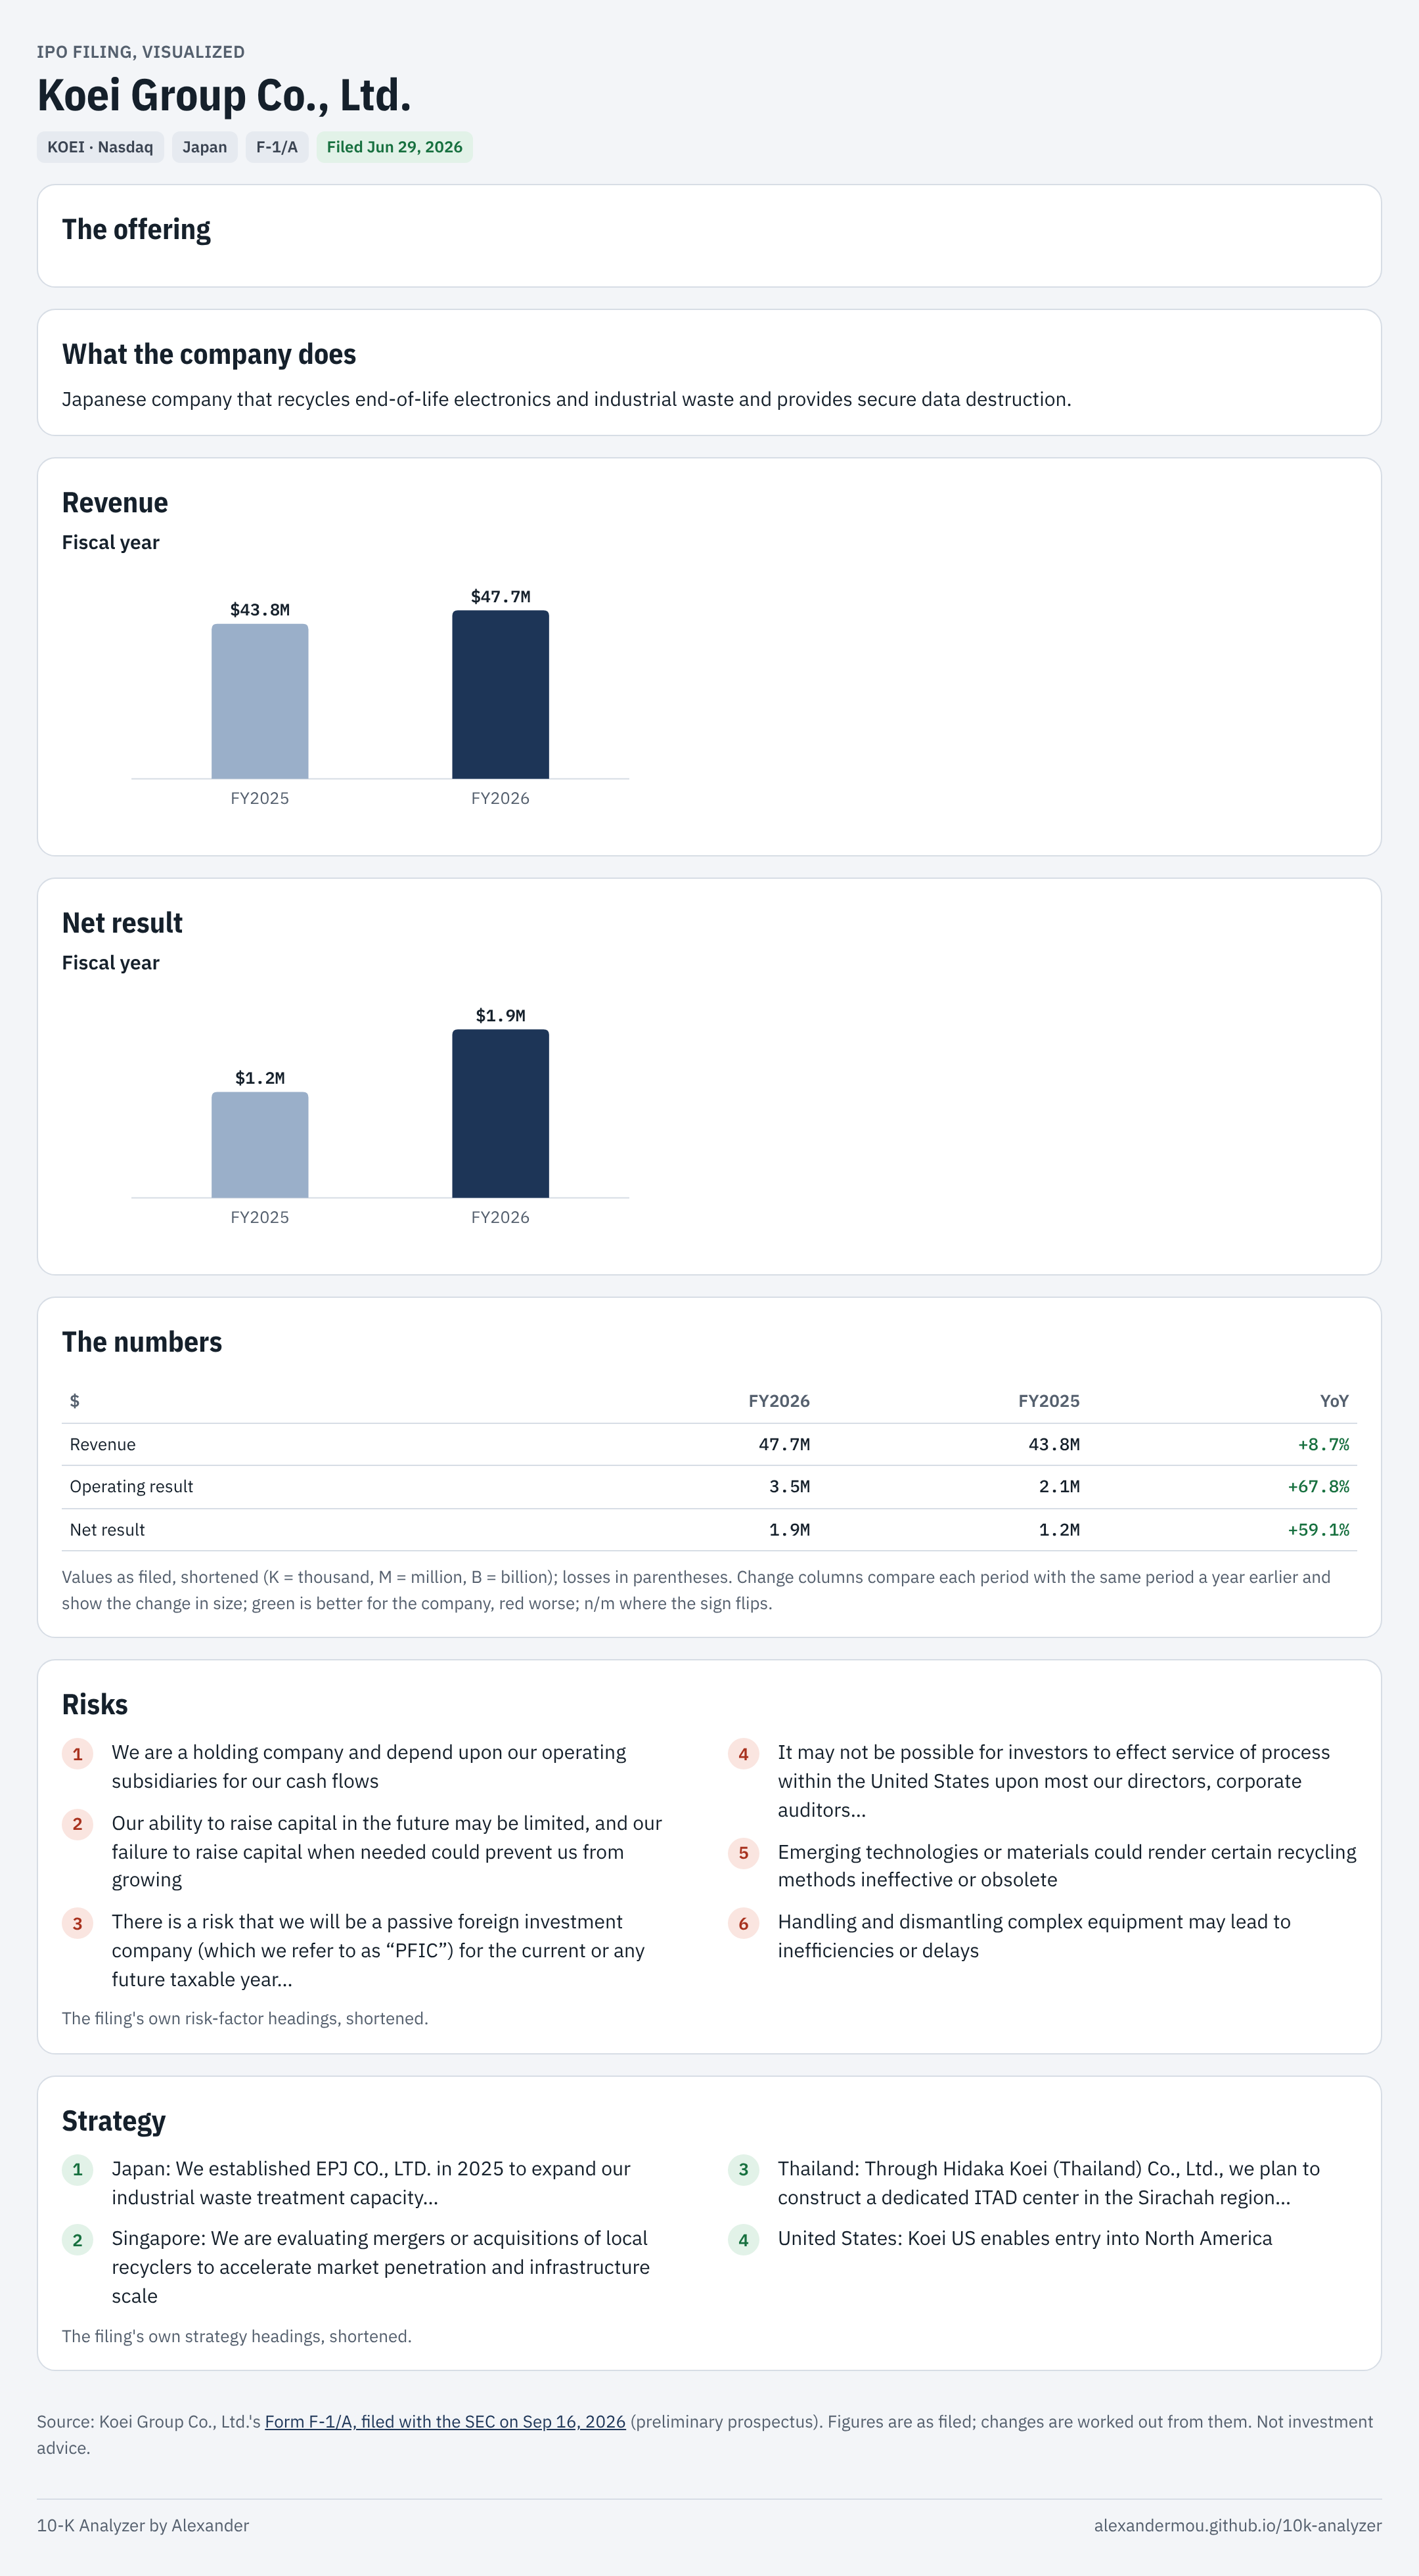 IPO FILING, VISUALIZED
Koei Group Co., Ltd.
KOEI · Nasdaq
Japan
F-1/A
Filed Jun 29, 2026
The offering
What the company does
Japanese company that recycles end-of-life electronics and industrial waste and provides secure data destruction.
Revenue
Fiscal year
$43.8M
$47.7M
FY2025
FY2026
Net result
Fiscal year
$1.2M
$1.9M
FY2025
FY2026
The numbers
$ FY2026 FY2025 YoY
Revenue 47.7M 43.8M +8.7%
Operating result 3.5M 2.1M +67.8%
Net result 1.9M 1.2M +59.1%
Values as filed, shortened (K = thousand, M = million, B = billion); losses in parentheses. Change columns compare each period with the same period a year earlier and
show the change in size; green is better for the company, red worse; n/m where the sign flips.
Risks
1 We are a holding company and depend upon our operating
subsidiaries for our cash flows
2 Our ability to raise capital in the future may be limited, and our
failure to raise capital when needed could prevent us from
growing
3 There is a risk that we will be a passive foreign investment
company (which we refer to as “PFIC”) for the current or any
future taxable year…
4 It may not be possible for investors to effect service of process
within the United States upon most our directors, corporate
auditors…
5 Emerging technologies or materials could render certain recycling
methods ineffective or obsolete
6 Handling and dismantling complex equipment may lead to
inefficiencies or delays
The filing's own risk-factor headings, shortened.
Strategy
1 Japan: We established EPJ CO., LTD. in 2025 to expand our
industrial waste treatment capacity…
2 Singapore: We are evaluating mergers or acquisitions of local
recyclers to accelerate market penetration and infrastructure
scale
3 Thailand: Through Hidaka Koei (Thailand) Co., Ltd., we plan to
construct a dedicated ITAD center in the Sirachah region…
4 United States: Koei US enables entry into North America
The filing's own strategy headings, shortened.
Source: Koei Group Co., Ltd.'s Form F-1/A, filed with the SEC on Sep 16, 2026 (preliminary prospectus). Figures are as filed; changes are worked out from them. Not investment
advice.
10-K Analyzer by Alexander
alexandermou.github.io/10k-analyzer